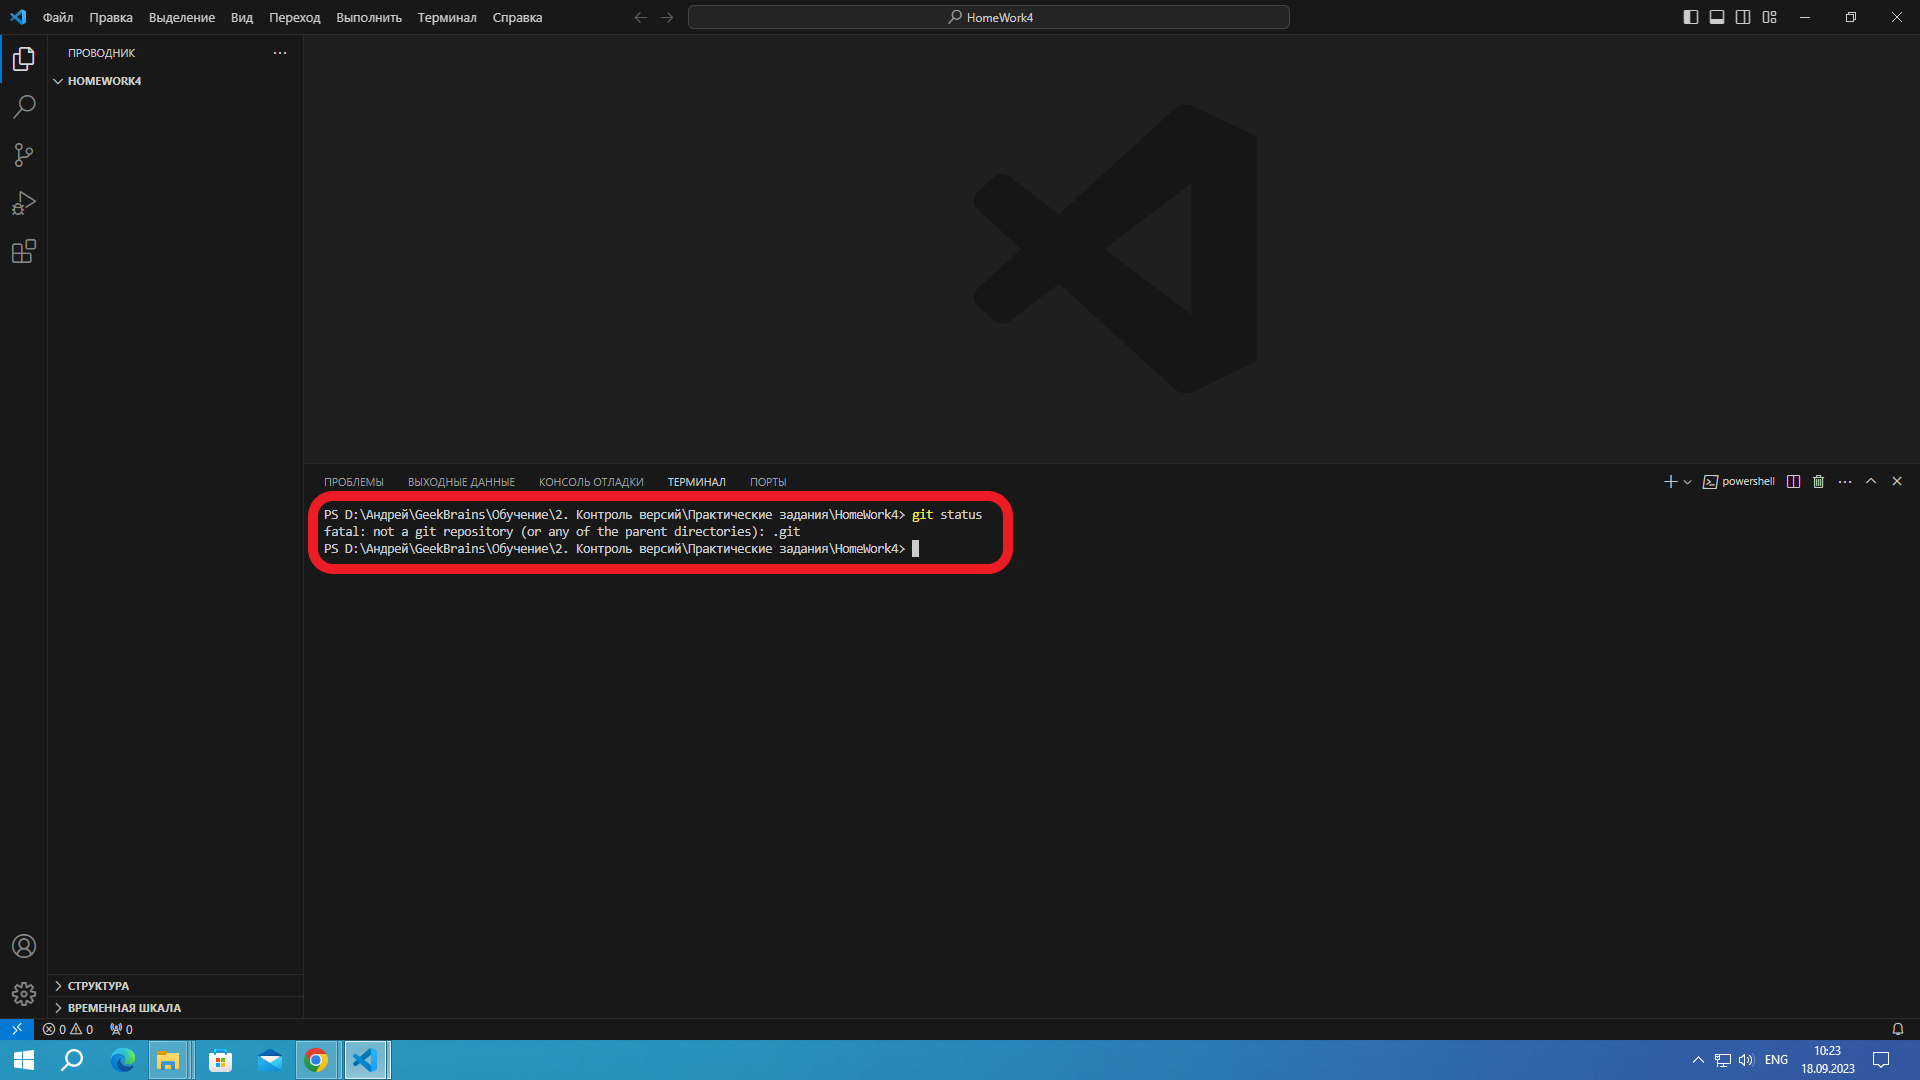 Файл Правка Выделение Вид Переход Выполнить Терминал Справка
HomeWork4
ПРОВОДНИК
HOMEWORK4
ПРОБЛЕМЫ ВЫХОДНЫЕ ДАННЫЕ КОНСОЛЬ ОТЛАДКИ ТЕРМИНАЛ ПОРТЫ
powershell
PS D:\Андрей\GeekBrains\Обучение\2. Контроль версий\Практические задания\HomeWork4> git status
fatal: not a git repository (or any of the parent directories): .git
PS D:\Андрей\GeekBrains\Обучение\2. Контроль версий\Практические задания\HomeWork4>
СТРУКТУРА
ВРЕМЕННАЯ ШКАЛА
0 0 0
ENG
10:23
18.09.2023